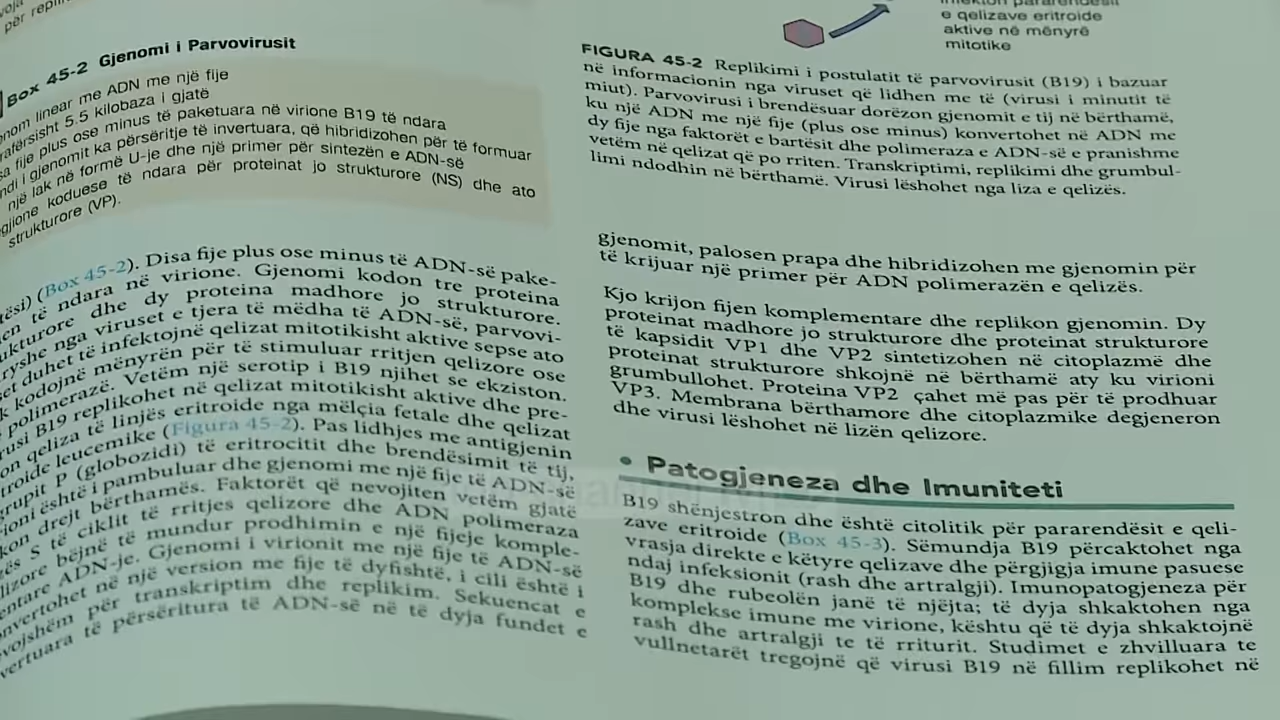 për
Box 45-2 Gjenomi i Parvovirusit
linear me ADN me një fije
5.5 kilobaza i gjatë
fije plus ose minus të paketuara në virione B19 të ndara
i gjenomit ka përsëritje të invertuara, që hibridizohen për të formuar
një lak në formë U-je dhe një primer për sintezën e ADN-së
koduese të ndara për proteinat jo strukturore (NS) dhe ato
strukturore (VP).
(Box 45-2). Disa fije plus ose minus të ADN-së pake-
të ndara në virione. Gjenomi kodon tre proteina
dhe dy proteina madhore jo strukturore.
nga viruset e tjera të mëdha të ADN-së, parvovi-
duhet të infektojnë qelizat mitotikisht aktive sepse ato
kodojnë mënyrën për të stimuluar rritjen qelizore ose
polimerazë. Vetëm një serotip i B19 njihet se ekziston.
B19 replikohet në qelizat mitotikisht aktive dhe pre-
qeliza të linjës eritroide nga mëlçia fetale dhe qelizat
leucemike (Figura 45-2). Pas lidhjes me antigjenin
P (globozidi) të eritrocitit dhe brendësimit të tij,
është i pambuluar dhe gjenomi me një fije të ADN-së
drejt bërthamës. Faktorët që nevojiten vetëm gjatë
S të ciklit të rritjes qelizore dhe ADN polimeraza
bëjnë të mundur prodhimin e një fijeje komple-
ADN-je. Gjenomi i virionit me një fije të ADN-së
në një version me fije të dyfishtë, i cili është i
për transkriptim dhe replikim. Sekuencat e
të përsëritura të ADN-së në të dyja fundet e
e qelizave eritroide
aktive në mënyrë
mitotike
FIGURA 45-2 Replikimi i postulatit të parvovirusit (B19) i bazuar
në informacionin nga viruset që lidhen me të (virusi i minutit të
miut). Parvovirusi i brendësuar dorëzon gjenomit e tij në bërthamë,
ku një ADN me një fije (plus ose minus) konvertohet në ADN me
dy fije nga faktorët e bartësit dhe polimeraza e ADN-së e pranishme
vetëm në qelizat që po rriten. Transkriptimi, replikimi dhe grumbul-
limi ndodhin në bërthamë. Virusi lëshohet nga liza e qelizës.
gjenomit, palosen prapa dhe hibridizohen me gjenomin për
të krijuar një primer për ADN polimerazën e qelizës.
Kjo krijon fijen komplementare dhe replikon gjenomin. Dy
proteinat madhore jo strukturore dhe proteinat strukturore
të kapsidit VP1 dhe VP2 sintetizohen në citoplazmë dhe
proteinat strukturore shkojnë në bërthamë aty ku virioni
grumbullohet. Proteina VP2 çahet më pas për të prodhuar
VP3. Membrana bërthamore dhe citoplazmike degjeneron
dhe virusi lëshohet në lizën qelizore.
• Patogjeneza dhe Imuniteti
B19 shënjestron dhe është citolitik për pararendësit e qeli-
zave eritroide (Box 45-3). Sëmundja B19 përcaktohet nga
vrasja direkte e këtyre qelizave dhe përgjigja imune pasuese
ndaj infeksionit (rash dhe artralgji). Imunopatogjeneza për
B19 dhe rubeolën janë të njëjta; të dyja shkaktohen nga
komplekse imune me virione, kështu që të dyja shkaktojnë
rash dhe artralgji te të rriturit. Studimet e zhvilluara te
vullnetarët tregojnë që virusi B19 në fillim replikohet në